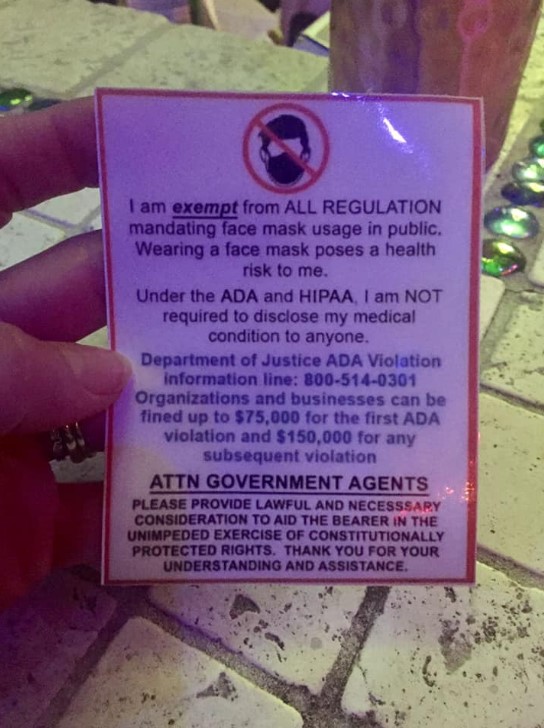 I am exempt from ALL REGULATION
mandating face mask usage in public.
Wearing a face mask poses a health
risk to me.
Under the ADA and HIPAA, I am NOT
required to disclose my medical
condition to anyone.
Department of Justice ADA Violation
information line: 800-514-0301
Organizations and businesses can be
fined up to $75,000 for the first ADA
violation and $150,000 for any
subsequent violation
ATTN GOVERNMENT AGENTS
PLEASE PROVIDE LAWFUL AND NECESSSARY
CONSIDERATION TO AID THE BEARER IN THE
UNIMPEDED EXERCISE OF CONSTITUTIONALLY
PROTECTED RIGHTS. THANK YOU FOR YOUR
UNDERSTANDING AND ASSISTANCE.